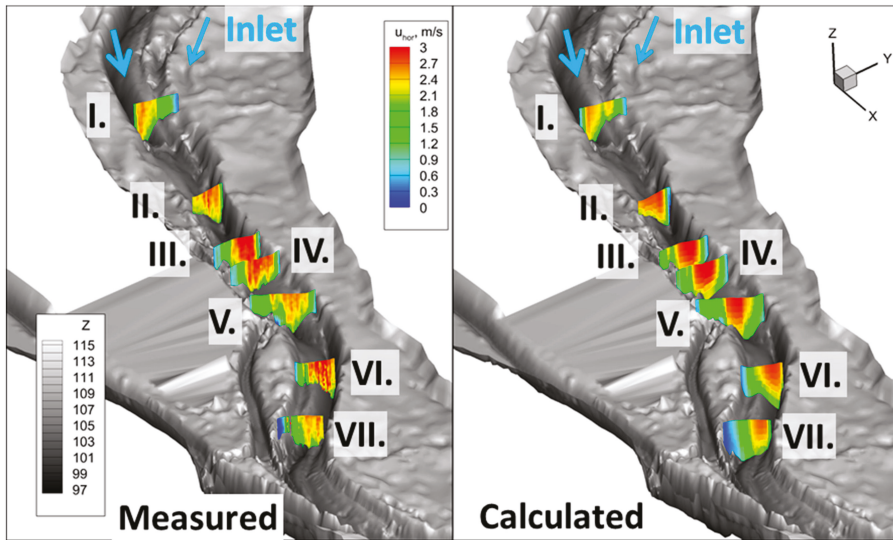 Inlet
I.
II.
III.
IV.
V.
VI.
VII.
Measured
u_hor, m/s
3
2.7
2.4
2.1
1.8
1.5
1.2
0.9
0.6
0.3
0
Z
115
113
111
109
107
105
103
101
99
97
Inlet
I.
II.
III.
IV.
V.
VI.
VII.
Calculated
Z
Y
X